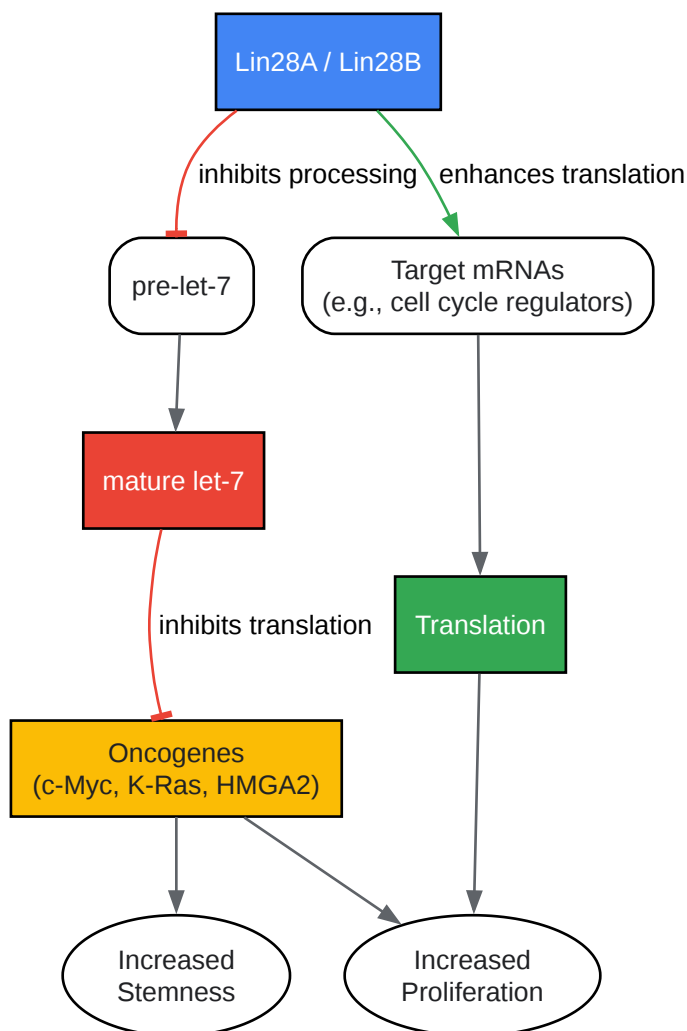 Lin28A / Lin28B
inhibits processing
enhances translation
pre-let-7
Target mRNAs
(e.g., cell cycle regulators)
mature let-7
inhibits translation
Translation
Oncogenes
(c-Myc, K-Ras, HMGA2)
Increased
Stemness
Increased
Proliferation